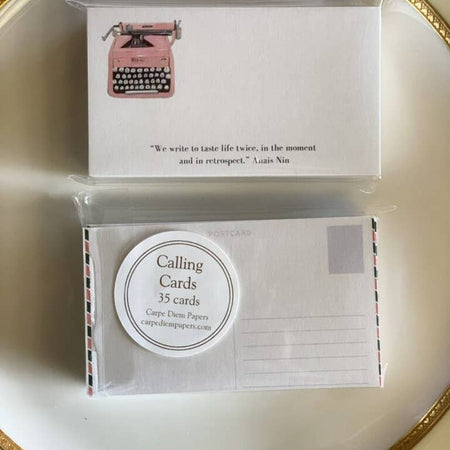 "We write to taste life twice, in the moment
and in retrospect." Anais Nin
POSTCARD
Calling
Cards
35 cards
Carpe Diem Papers
carpediempapers.com